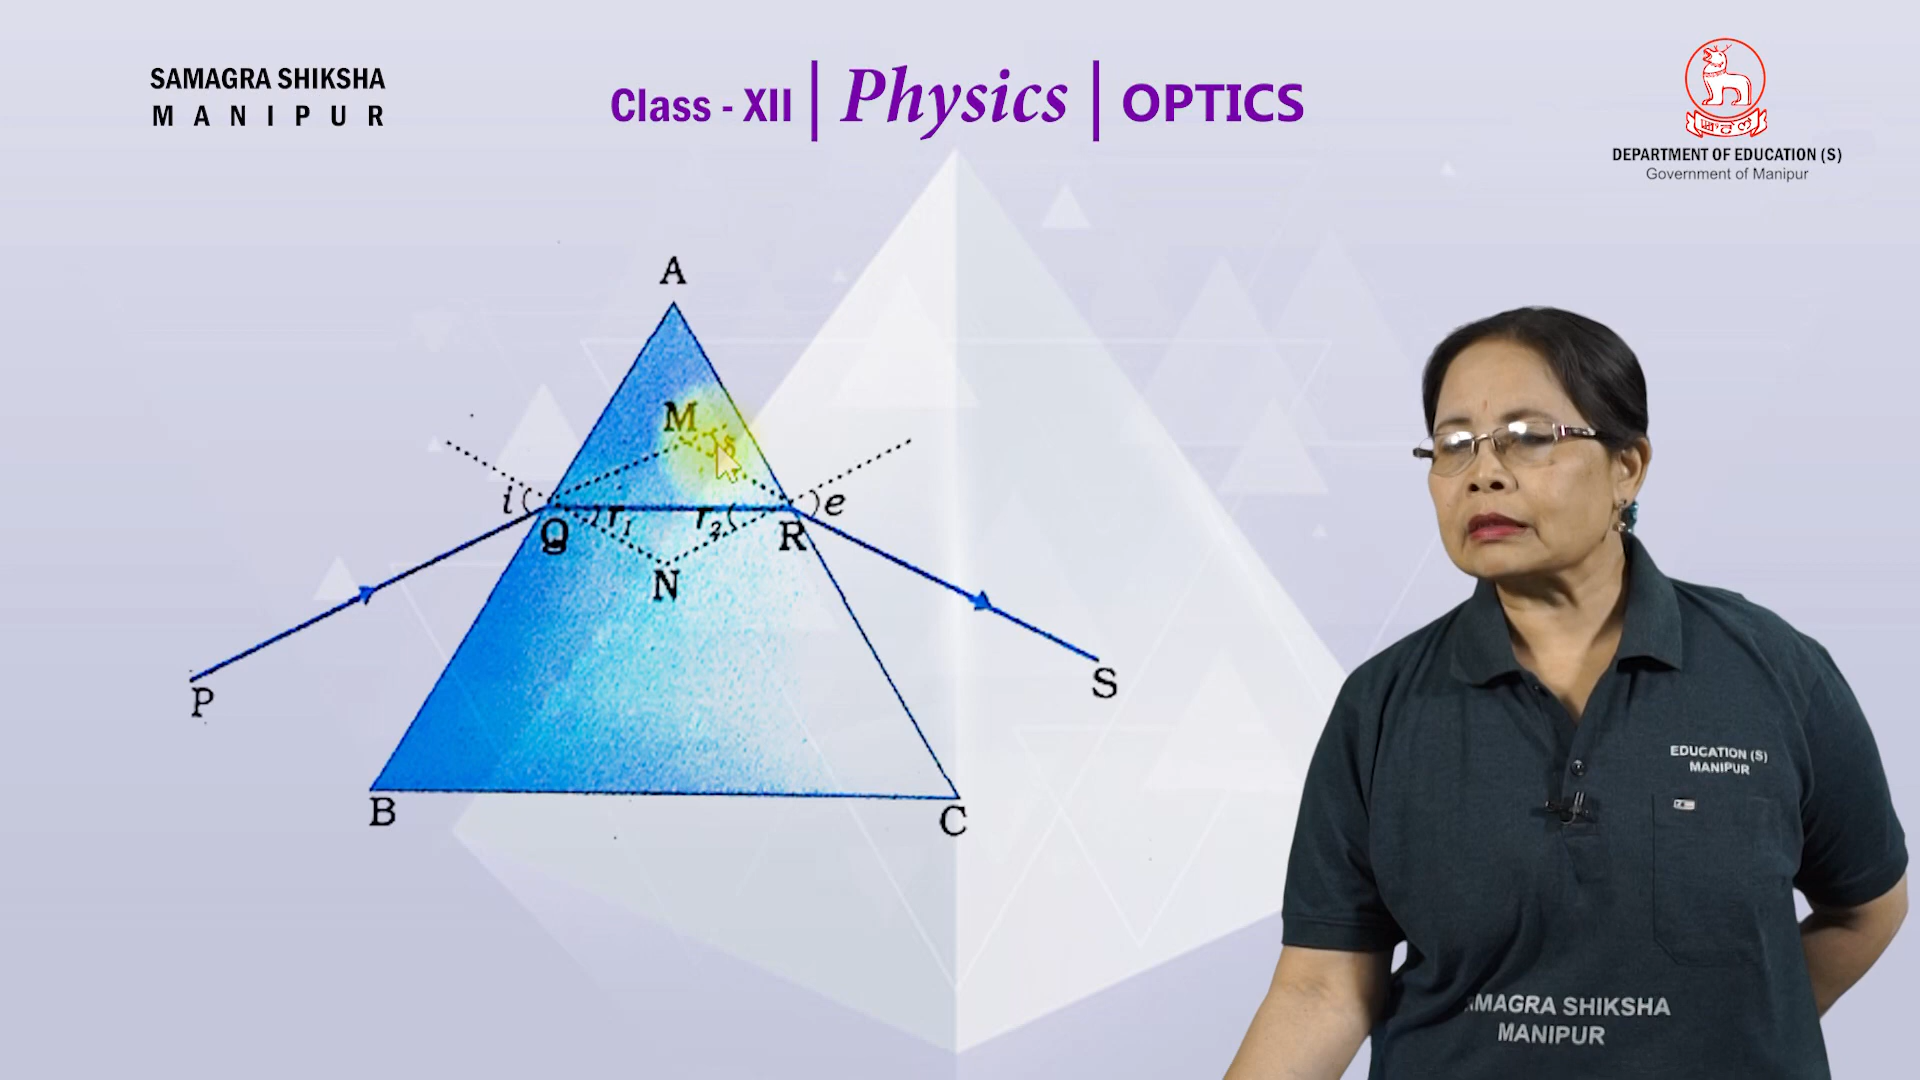 SAMAGRA SHIKSHA
MANIPUR
Class - XII | Physics | OPTICS
DEPARTMENT OF EDUCATION (S)
Government of Manipur
A
M
δ
i
r₁
r₂
e
Q
R
N
P
S
B
C
EDUCATION (S)
MANIPUR
AMAGRA SHIKSHA
MANIPUR